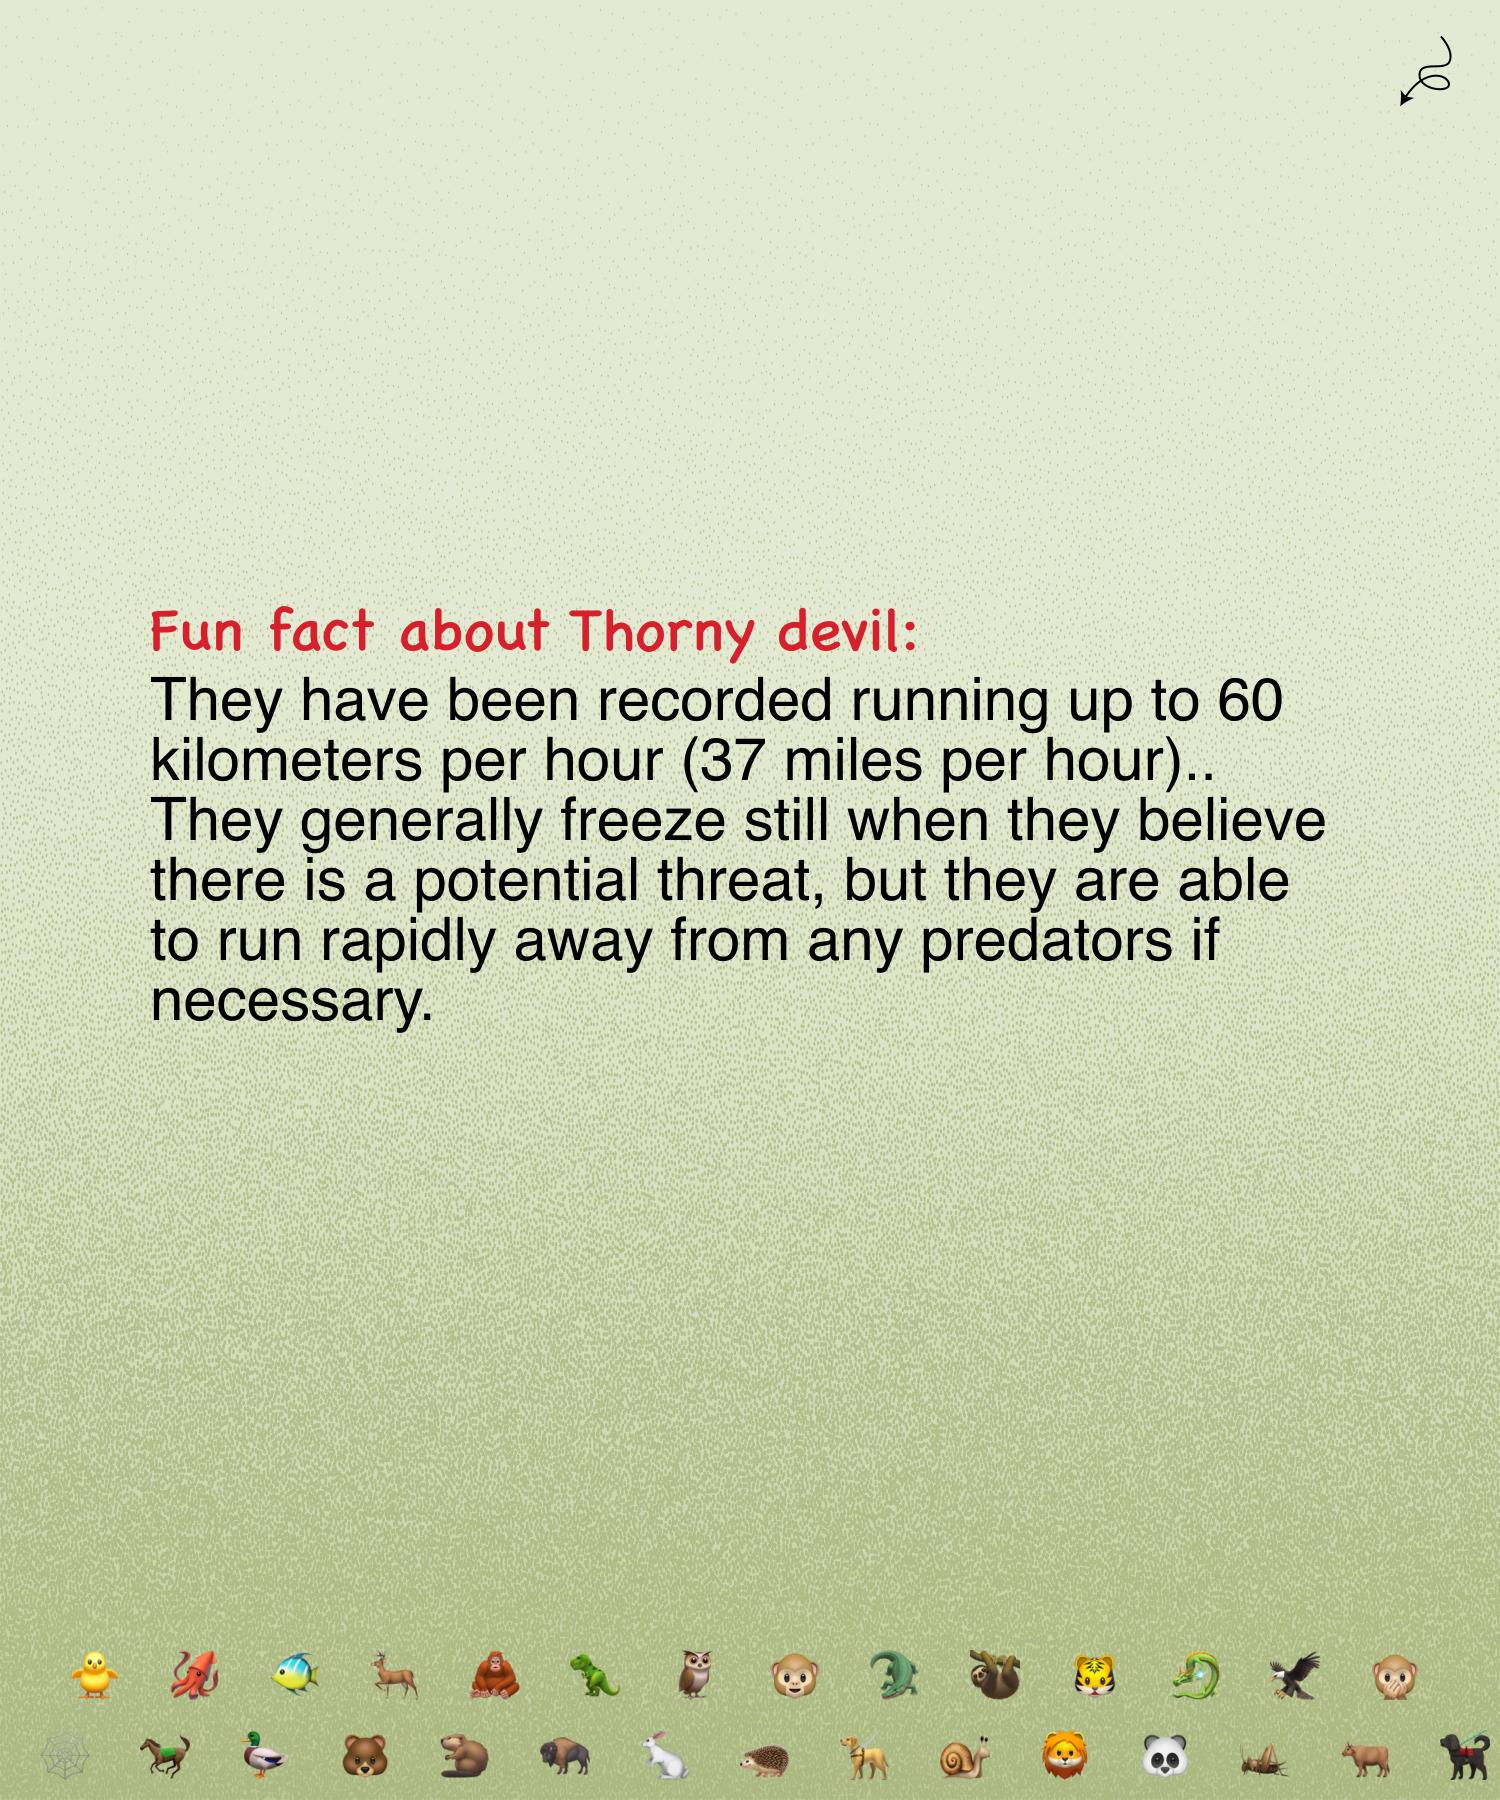 Fun fact about Thorny devil:
They have been recorded running up to 60
kilometers per hour (37 miles per hour)..
They generally freeze still when they believe
there is a potential threat, but they are able
to run rapidly away from any predators if
necessary.